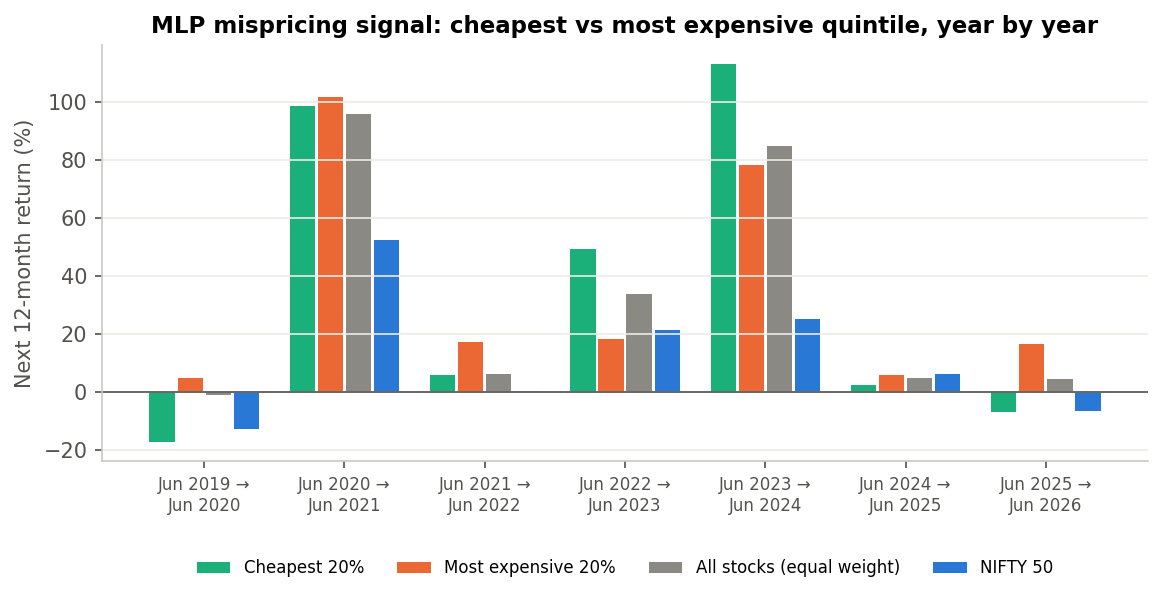 MLP mispricing signal: cheapest vs most expensive quintile, year by year
Next 12-month return (%)
100
80
60
40
20
0
−20
Jun 2019 →
Jun 2020
Jun 2020 →
Jun 2021
Jun 2021 →
Jun 2022
Jun 2022 →
Jun 2023
Jun 2023 →
Jun 2024
Jun 2024 →
Jun 2025
Jun 2025 →
Jun 2026
Cheapest 20%
Most expensive 20%
All stocks (equal weight)
NIFTY 50